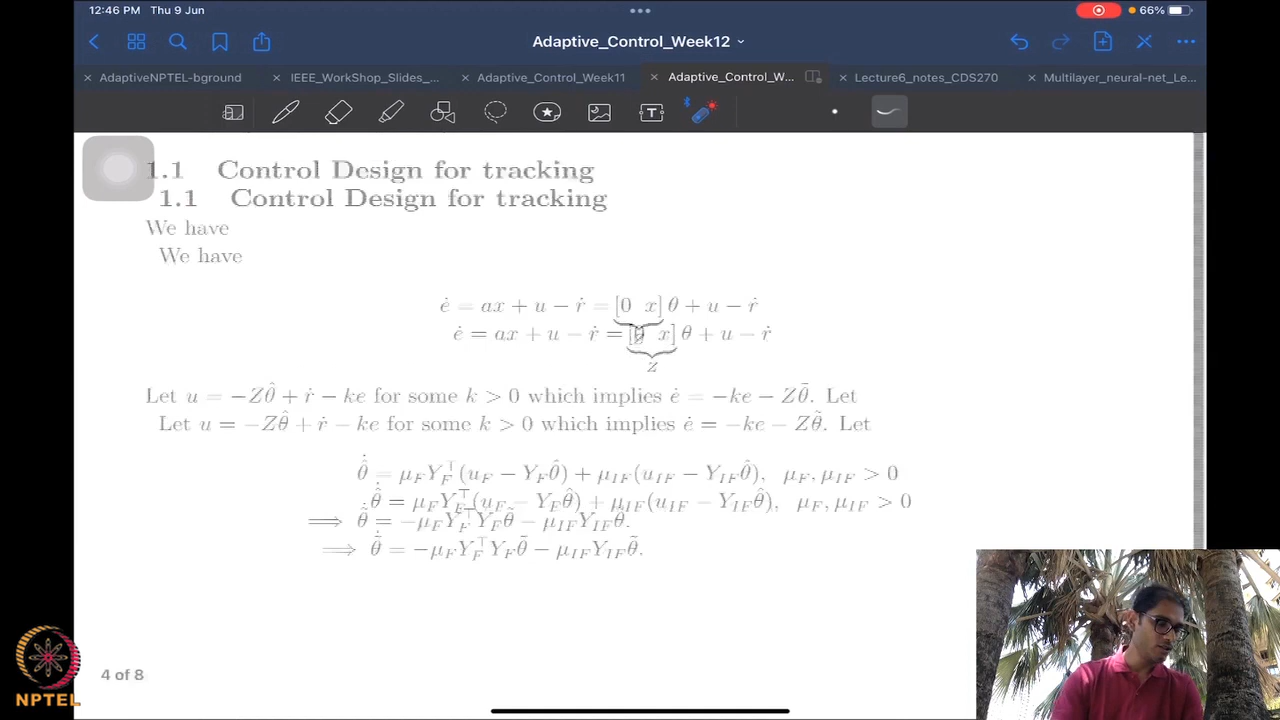 12:46 PM Thu 9 Jun
66%
Adaptive_Control_Week12
AdaptiveNPTEL-bground
IEEE_WorkShop_Slides_...
Adaptive_Control_Week11
Adaptive_Control_W...
Lecture6_notes_CDS270
Multilayer_neural-net_Le...
1.1 Control Design for tracking
1.1 Control Design for tracking
We have
We have
ė = ax + u − ṙ = [0 x] θ + u − ṙ
ė = ax + u − ṙ = [0 x] θ + u − ṙ
Z
Let u = −Zθ̂ + ṙ − ke for some k > 0 which implies ė = −ke − Zθ̃. Let
Let u = −Zθ̂ + ṙ − ke for some k > 0 which implies ė = −ke − Zθ̃. Let
θ̂̇ = μ_F Y_F^⊤(u_F − Y_F θ̂) + μ_IF(u_IF − Y_IF θ̂), μ_F, μ_IF > 0
θ̂̇ = μ_F Y_F^⊤(u_F − Y_F θ̂) + μ_IF(u_IF − Y_IF θ̂), μ_F, μ_IF > 0
⟹ θ̃̇ = −μ_F Y_F^⊤ Y_F θ̃ − μ_IF Y_IF θ̃.
⟹ θ̃̇ = −μ_F Y_F^⊤ Y_F θ̃ − μ_IF Y_IF θ̃.
4 of 8
NPTEL